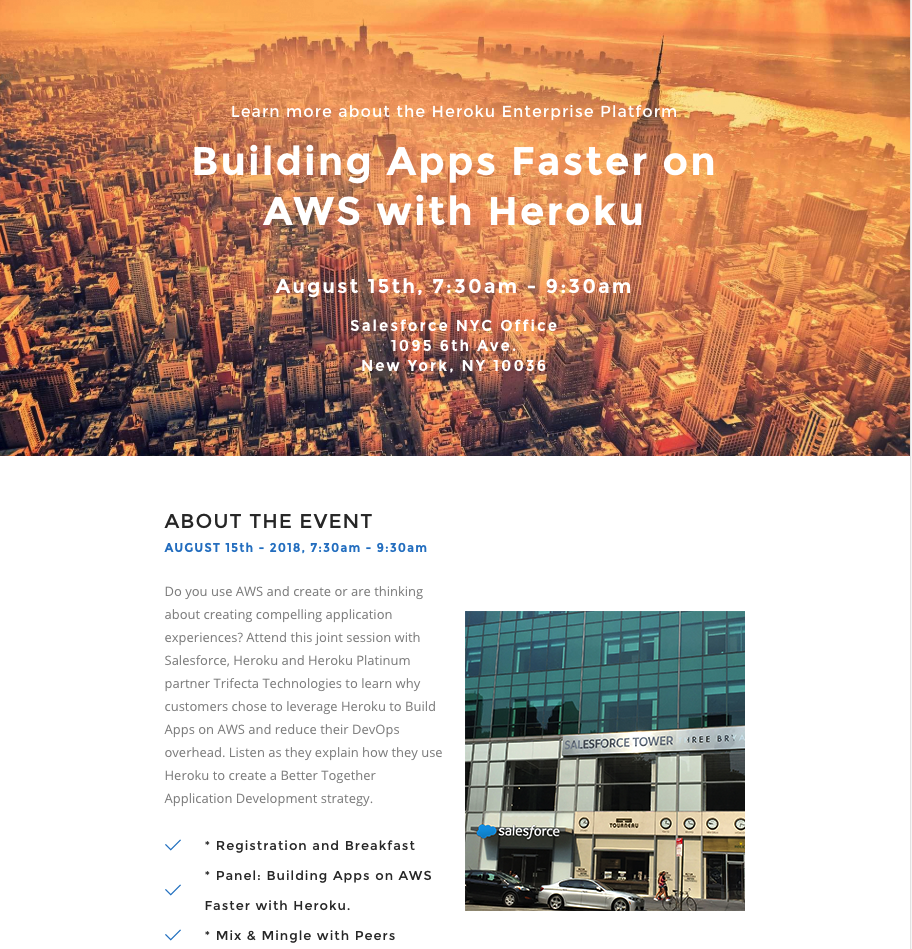 Learn more about the Heroku Enterprise Platform.
Building Apps Faster on
AWS with Heroku
August 15th, 7:30am - 9:30am
Salesforce NYC Office
1095 6th Ave.
New York, NY 10036
ABOUT THE EVENT
AUGUST 15th - 2018, 7:30am - 9:30am
Do you use AWS and create or are thinking
about creating compelling application
experiences? Attend this joint session with
Salesforce, Heroku and Heroku Platinum
partner Trifecta Technologies to learn why
customers chose to leverage Heroku to Build
Apps on AWS and reduce their DevOps
overhead. Listen as they explain how they use
Heroku to create a Better Together
Application Development strategy.
* Registration and Breakfast
* Panel: Building Apps on AWS
Faster with Heroku.
* Mix & Mingle with Peers
SALESFORCE TOWER
TOURNEAU
salesforce